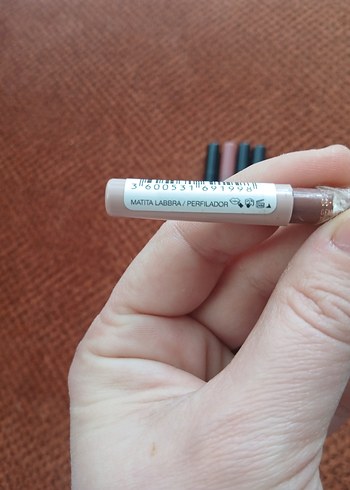 3 600531 691998
MATITA LABBRA / PERFILADOR